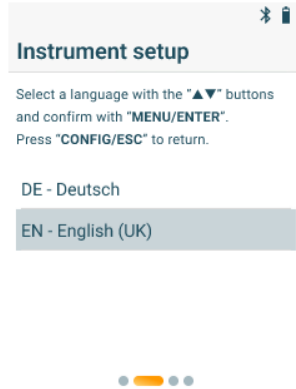 Instrument setup
Select a language with the "▲▼" buttons
and confirm with "MENU/ENTER".
Press "CONFIG/ESC" to return.
DE - Deutsch
EN - English (UK)